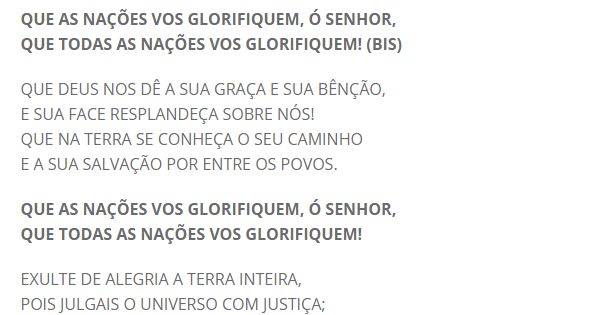 QUE AS NAÇÕES VOS GLORIFIQUEM, Ó SENHOR,
QUE TODAS AS NAÇÕES VOS GLORIFIQUEM! (BIS)
QUE DEUS NOS DÊ A SUA GRAÇA E SUA BÊNÇÃO,
E SUA FACE RESPLANDEÇA SOBRE NÓS!
QUE NA TERRA SE CONHEÇA O SEU CAMINHO
E A SUA SALVAÇÃO POR ENTRE OS POVOS.
QUE AS NAÇÕES VOS GLORIFIQUEM, Ó SENHOR,
QUE TODAS AS NAÇÕES VOS GLORIFIQUEM!
EXULTE DE ALEGRIA A TERRA INTEIRA,
POIS JULGAIS O UNIVERSO COM JUSTIÇA;